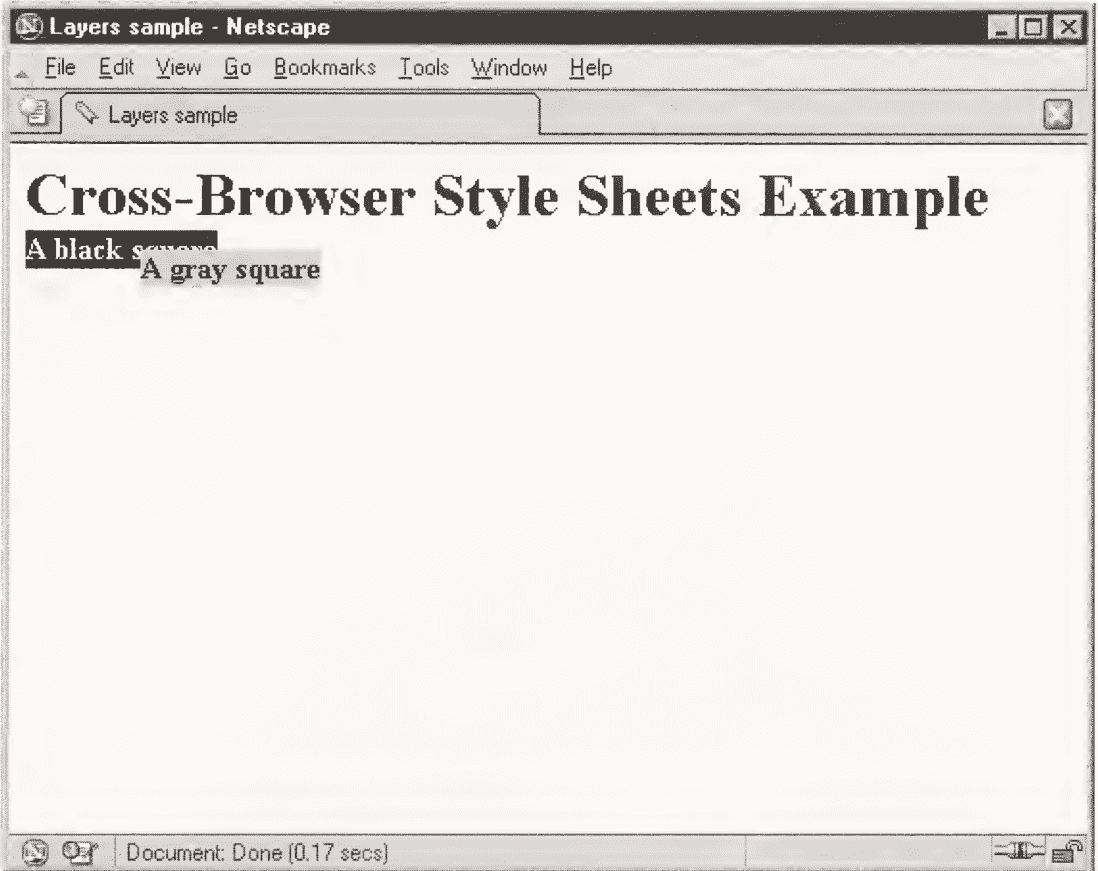 Layers sample - Netscape
File Edit View Go Bookmarks Tools Window Help
Layers sample
Cross-Browser Style Sheets Example
A black square
A gray square
Document: Done (0.17 secs)